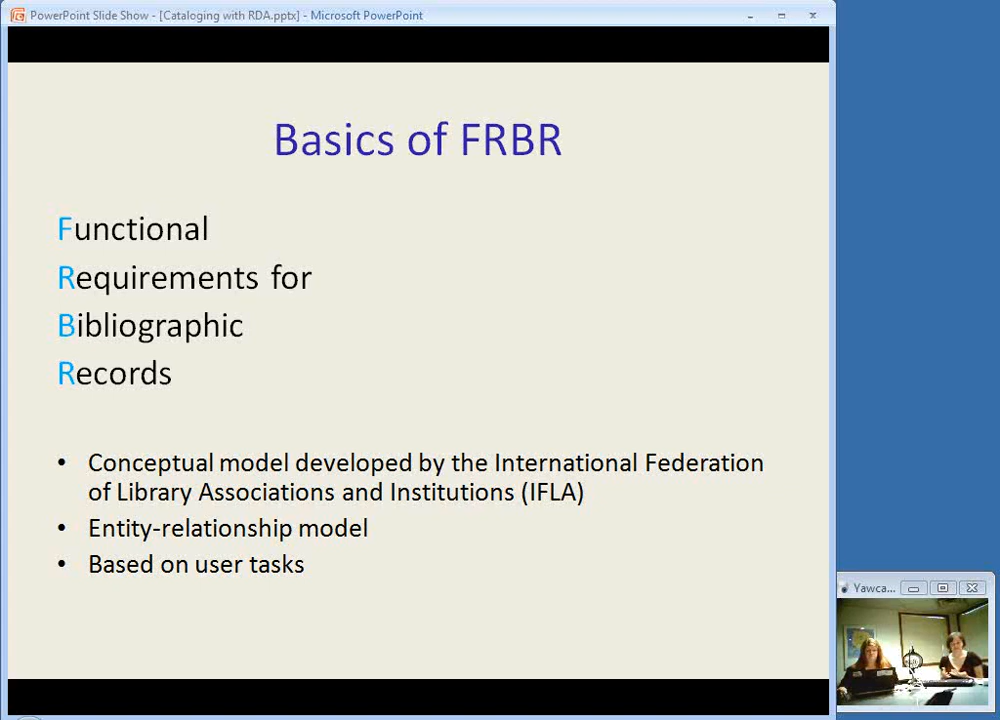 PowerPoint Slide Show - [Cataloging with RDA.pptx] - Microsoft PowerPoint
Basics of FRBR
Functional
Requirements for
Bibliographic
Records
• Conceptual model developed by the International Federation
of Library Associations and Institutions (IFLA)
• Entity-relationship model
• Based on user tasks
Yawca...